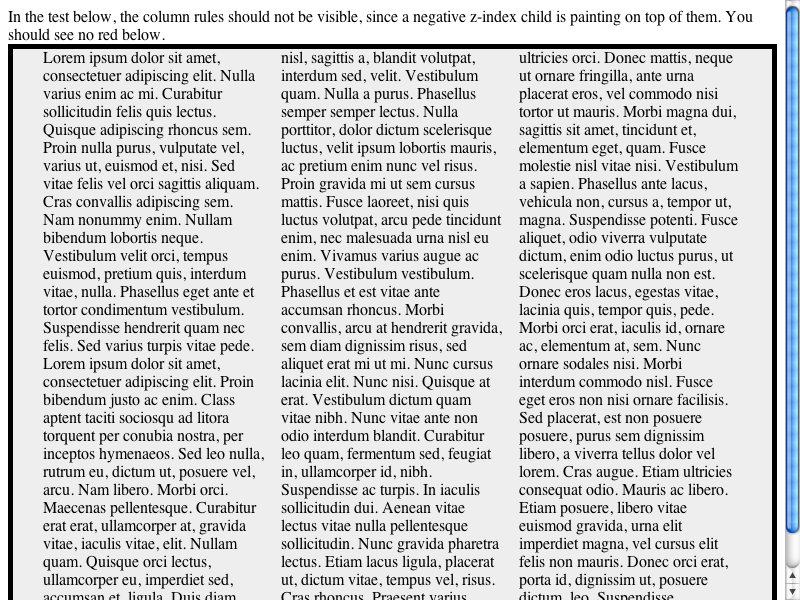 In the test below, the column rules should not be visible, since a negative z-index child is painting on top of them. You
should see no red below.
Lorem ipsum dolor sit amet,
consectetuer adipiscing elit. Nulla
varius enim ac mi. Curabitur
sollicitudin felis quis lectus.
Quisque adipiscing rhoncus sem.
Proin nulla purus, vulputate vel,
varius ut, euismod et, nisi. Sed
vitae felis vel orci sagittis aliquam.
Cras convallis adipiscing sem.
Nam nonummy enim. Nullam
bibendum lobortis neque.
Vestibulum velit orci, tempus
euismod, pretium quis, interdum
vitae, nulla. Phasellus eget ante et
tortor condimentum vestibulum.
Suspendisse hendrerit quam nec
felis. Sed varius turpis vitae pede.
Lorem ipsum dolor sit amet,
consectetuer adipiscing elit. Proin
bibendum justo ac enim. Class
aptent taciti sociosqu ad litora
torquent per conubia nostra, per
inceptos hymenaeos. Sed leo nulla,
rutrum eu, dictum ut, posuere vel,
arcu. Nam libero. Morbi orci.
Maecenas pellentesque. Curabitur
erat erat, ullamcorper at, gravida
vitae, iaculis vitae, elit. Nullam
quam. Quisque orci lectus,
ullamcorper eu, imperdiet sed,
accumsan et, ligula. Duis diam
nisl, sagittis a, blandit volutpat,
interdum sed, velit. Vestibulum
quam. Nulla a purus. Phasellus
semper semper lectus. Nulla
porttitor, dolor dictum scelerisque
luctus, velit ipsum lobortis mauris,
ac pretium enim nunc vel risus.
Proin gravida mi ut sem cursus
mattis. Fusce laoreet, nisi quis
luctus volutpat, arcu pede tincidunt
enim, nec malesuada urna nisl eu
enim. Vivamus varius augue ac
purus. Vestibulum vestibulum.
Phasellus et est vitae ante
accumsan rhoncus. Morbi
convallis, arcu at hendrerit gravida,
sem diam dignissim risus, sed
aliquet erat mi ut mi. Nunc cursus
lacinia elit. Nunc nisi. Quisque at
erat. Vestibulum dictum quam
vitae nibh. Nunc vitae ante non
odio interdum blandit. Curabitur
leo quam, fermentum sed, feugiat
in, ullamcorper id, nibh.
Suspendisse ac turpis. In iaculis
sollicitudin dui. Aenean vitae
lectus vitae nulla pellentesque
sollicitudin. Nunc gravida pharetra
lectus. Etiam lacus ligula, placerat
ut, dictum vitae, tempus vel, risus.
Cras rhoncus. Praesent varius
ultricies orci. Donec mattis, neque
ut ornare fringilla, ante urna
placerat eros, vel commodo nisi
tortor ut mauris. Morbi magna dui,
sagittis sit amet, tincidunt et,
elementum eget, quam. Fusce
molestie nisl vitae nisi. Vestibulum
a sapien. Phasellus ante lacus,
vehicula non, cursus a, tempor ut,
magna. Suspendisse potenti. Fusce
aliquet, odio viverra vulputate
dictum, enim odio luctus purus, ut
scelerisque quam nulla non est.
Donec eros lacus, egestas vitae,
lacinia quis, tempor quis, pede.
Morbi orci erat, iaculis id, ornare
ac, elementum at, sem. Nunc
ornare sodales nisi. Morbi
interdum commodo nisl. Fusce
eget eros non nisi ornare facilisis.
Sed placerat, est non posuere
posuere, purus sem dignissim
libero, a viverra tellus dolor vel
lorem. Cras augue. Etiam ultricies
consequat odio. Mauris ac libero.
Etiam posuere, libero vitae
euismod gravida, urna elit
imperdiet magna, vel cursus elit
felis non mauris. Donec orci erat,
porta id, dignissim ut, posuere
dictum, leo. Suspendisse